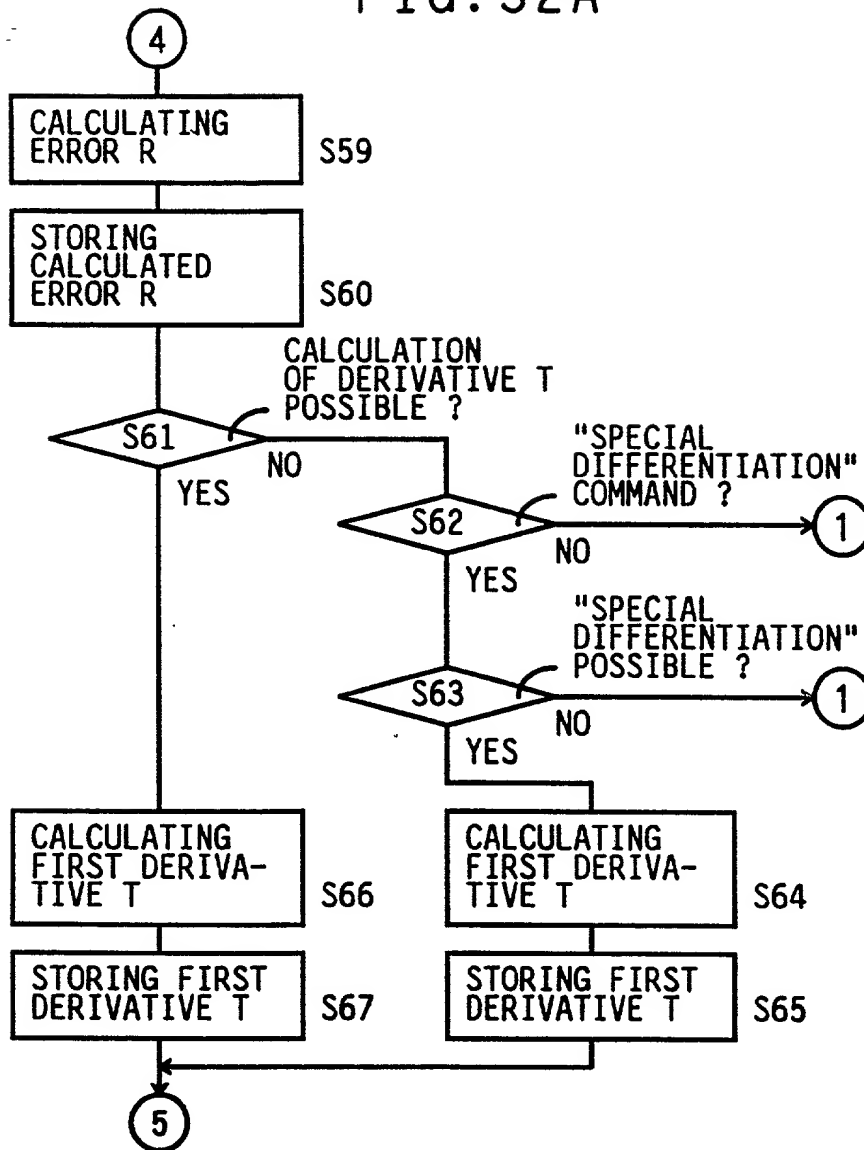 FIG.32A
4
CALCULATING
ERROR R
S59
STORING
CALCULATED
ERROR R
S60
CALCULATION
OF DERIVATIVE T
POSSIBLE ?
S61
NO
YES
"SPECIAL
DIFFERENTIATION"
COMMAND ?
S62
1
NO
YES
"SPECIAL
DIFFERENTIATION"
POSSIBLE ?
S63
1
NO
YES
CALCULATING
FIRST DERIVA-
TIVE T
S66
CALCULATING
FIRST DERIVA-
TIVE T
S64
STORING FIRST
DERIVATIVE T
S67
STORING FIRST
DERIVATIVE T
S65
5